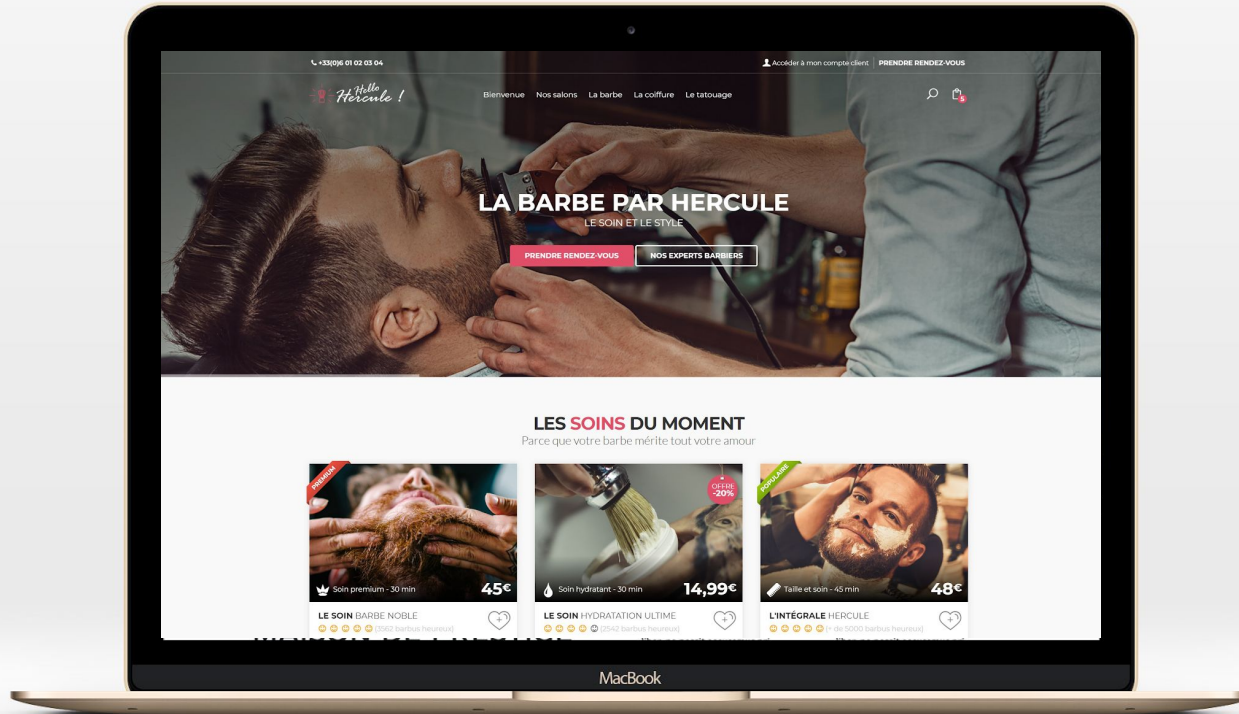 +33(0)6 01 02 03 04
Accéder à mon compte client
PRENDRE RENDEZ-VOUS
Hello
Hercule !
Bienvenue
Nos salons
La barbe
La coiffure
Le tatouage
5
LA BARBE PAR HERCULE
LE SOIN ET LE STYLE
PRENDRE RENDEZ-VOUS
NOS EXPERTS BARBIERS
LES SOINS DU MOMENT
Parce que votre barbe mérite tout votre amour
PREMIUM
Soin premium - 30 min
45€
LE SOIN BARBE NOBLE
(3562 barbus heureux)
OFFRE
-20%
Soin hydratant - 30 min
14,99€
LE SOIN HYDRATATION ULTIME
(2542 barbus heureux)
POPULAIRE
Taille et soin - 45 min
48€
L'INTÉGRALE HERCULE
(+ de 5000 barbus heureux)
MacBook